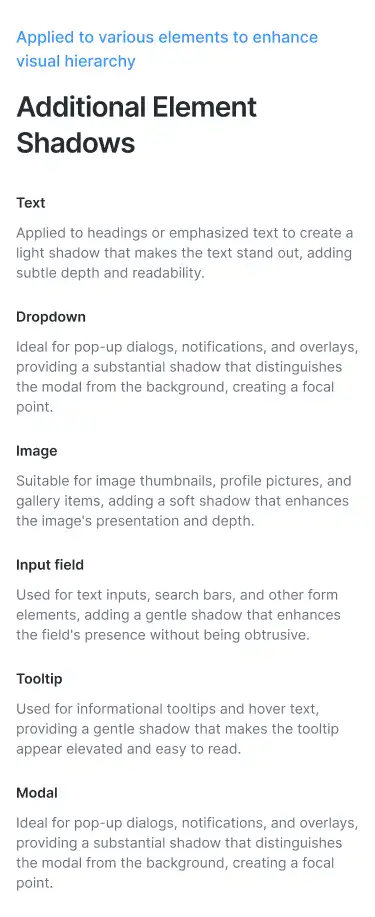 Applied to various elements to enhance
visual hierarchy
Additional Element
Shadows
Text
Applied to headings or emphasized text to create a
light shadow that makes the text stand out, adding
subtle depth and readability.
Dropdown
Ideal for pop-up dialogs, notifications, and overlays,
providing a substantial shadow that distinguishes
the modal from the background, creating a focal
point.
Image
Suitable for image thumbnails, profile pictures, and
gallery items, adding a soft shadow that enhances
the image's presentation and depth.
Input field
Used for text inputs, search bars, and other form
elements, adding a gentle shadow that enhances
the field's presence without being obtrusive.
Tooltip
Used for informational tooltips and hover text,
providing a gentle shadow that makes the tooltip
appear elevated and easy to read.
Modal
Ideal for pop-up dialogs, notifications, and overlays,
providing a substantial shadow that distinguishes
the modal from the background, creating a focal
point.